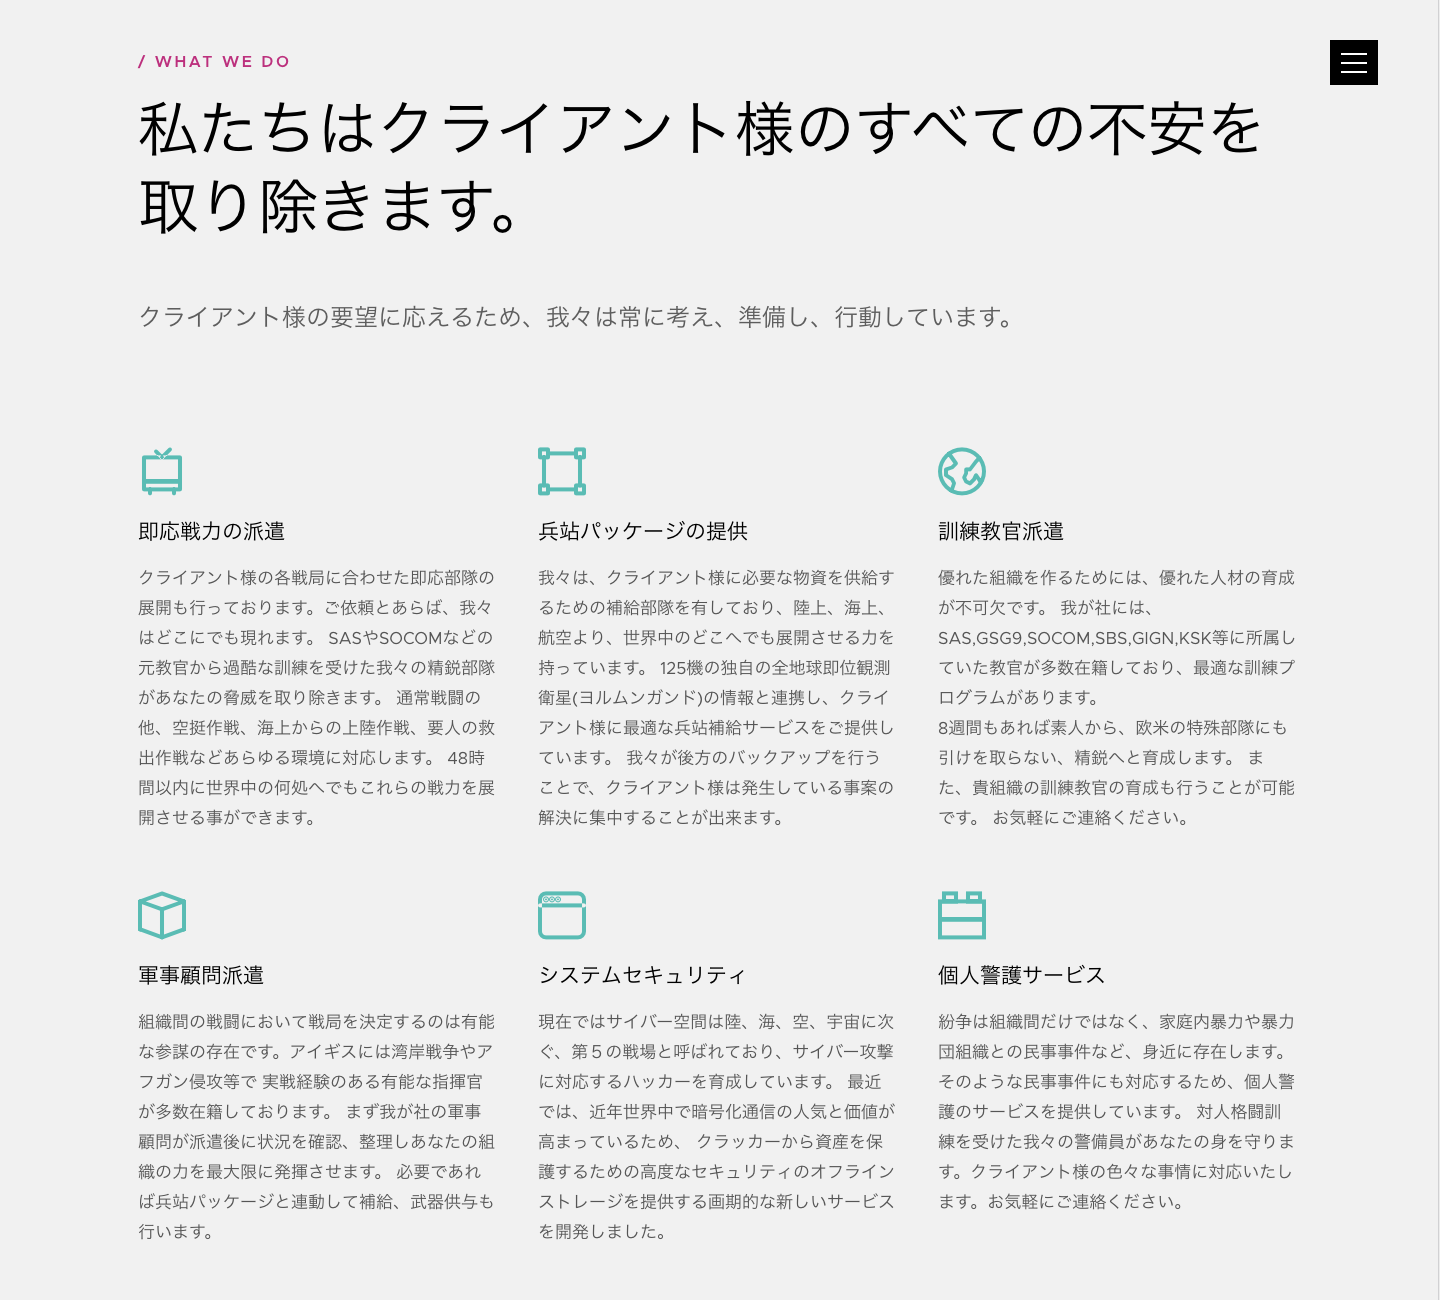 / WHAT WE DO
私たちはクライアント様のすべての不安を
取り除きます。
クライアント様の要望に応えるため、我々は常に考え、準備し、行動しています。
即応戦力の派遣
クライアント様の各戦局に合わせた即応部隊の
展開も行っております。ご依頼とあらば、我々
はどこにでも現れます。 SASやSOCOMなどの
元教官から過酷な訓練を受けた我々の精鋭部隊
があなたの脅威を取り除きます。 通常戦闘の
他、空挺作戦、海上からの上陸作戦、要人の救
出作戦などあらゆる環境に対応します。 48時
間以内に世界中の何処へでもこれらの戦力を展
開させる事ができます。
兵站パッケージの提供
我々は、クライアント様に必要な物資を供給す
るための補給部隊を有しており、陸上、海上、
航空より、世界中のどこへでも展開させる力を
持っています。 125機の独自の全地球即位観測
衛星(ヨルムンガンド)の情報と連携し、クライ
アント様に最適な兵站補給サービスをご提供し
ています。 我々が後方のバックアップを行う
ことで、クライアント様は発生している事案の
解決に集中することが出来ます。
訓練教官派遣
優れた組織を作るためには、優れた人材の育成
が不可欠です。 我が社には、
SAS,GSG9,SOCOM,SBS,GIGN,KSK等に所属し
ていた教官が多数在籍しており、最適な訓練プ
ログラムがあります。
8週間もあれば素人から、欧米の特殊部隊にも
引けを取らない、精鋭へと育成します。 ま
た、貴組織の訓練教官の育成も行うことが可能
です。 お気軽にご連絡ください。
軍事顧問派遣
組織間の戦闘において戦局を決定するのは有能
な参謀の存在です。アイギスには湾岸戦争やア
フガン侵攻等で 実戦経験のある有能な指揮官
が多数在籍しております。 まず我が社の軍事
顧問が派遣後に状況を確認、整理しあなたの組
織の力を最大限に発揮させます。 必要であれ
ば兵站パッケージと連動して補給、武器供与も
行います。
システムセキュリティ
現在ではサイバー空間は陸、海、空、宇宙に次
ぐ、第５の戦場と呼ばれており、サイバー攻撃
に対応するハッカーを育成しています。 最近
では、近年世界中で暗号化通信の人気と価値が
高まっているため、 クラッカーから資産を保
護するための高度なセキュリティのオフライン
ストレージを提供する画期的な新しいサービス
を開発しました。
個人警護サービス
紛争は組織間だけではなく、家庭内暴力や暴力
団組織との民事事件など、身近に存在します。
そのような民事事件にも対応するため、個人警
護のサービスを提供しています。 対人格闘訓
練を受けた我々の警備員があなたの身を守りま
す。クライアント様の色々な事情に対応いたし
ます。お気軽にご連絡ください。